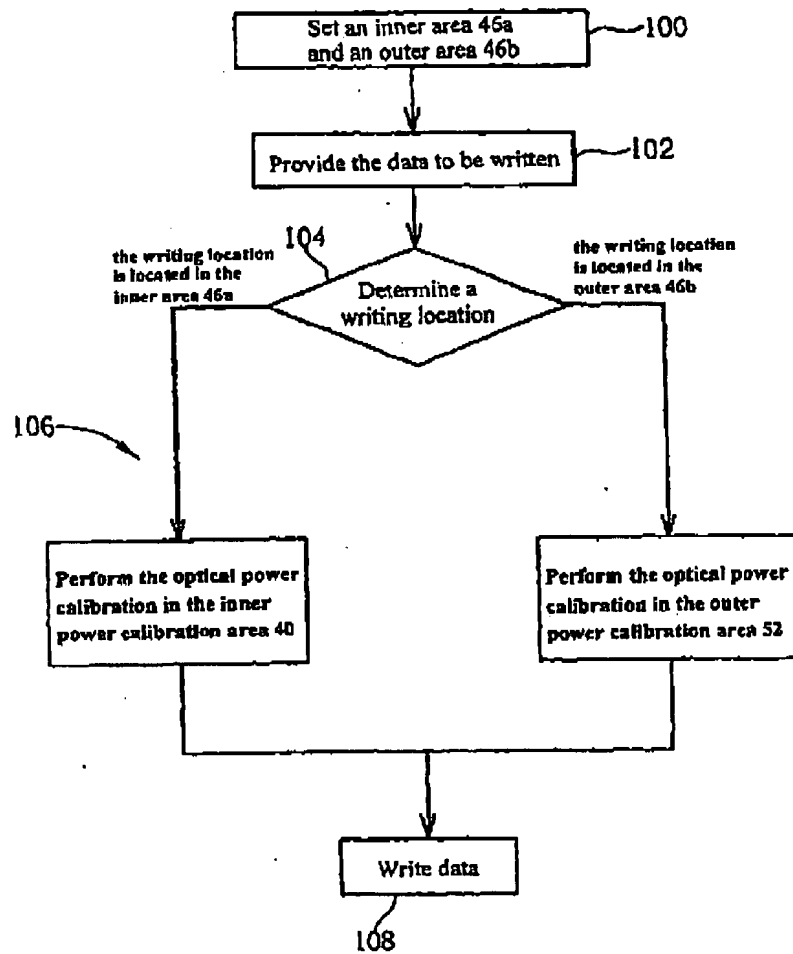 Set an inner area 46a
and an outer area 46b
100
Provide the data to be written
102
104
the writing location
is located in the
inner area 46a
the writing location
is located in the
outer area 46b
Determine a
writing location
106
Perform the optical power
calibration in the inner
power calibration area 40
Perform the optical power
calibration in the outer
power calibration area 52
Write data
108